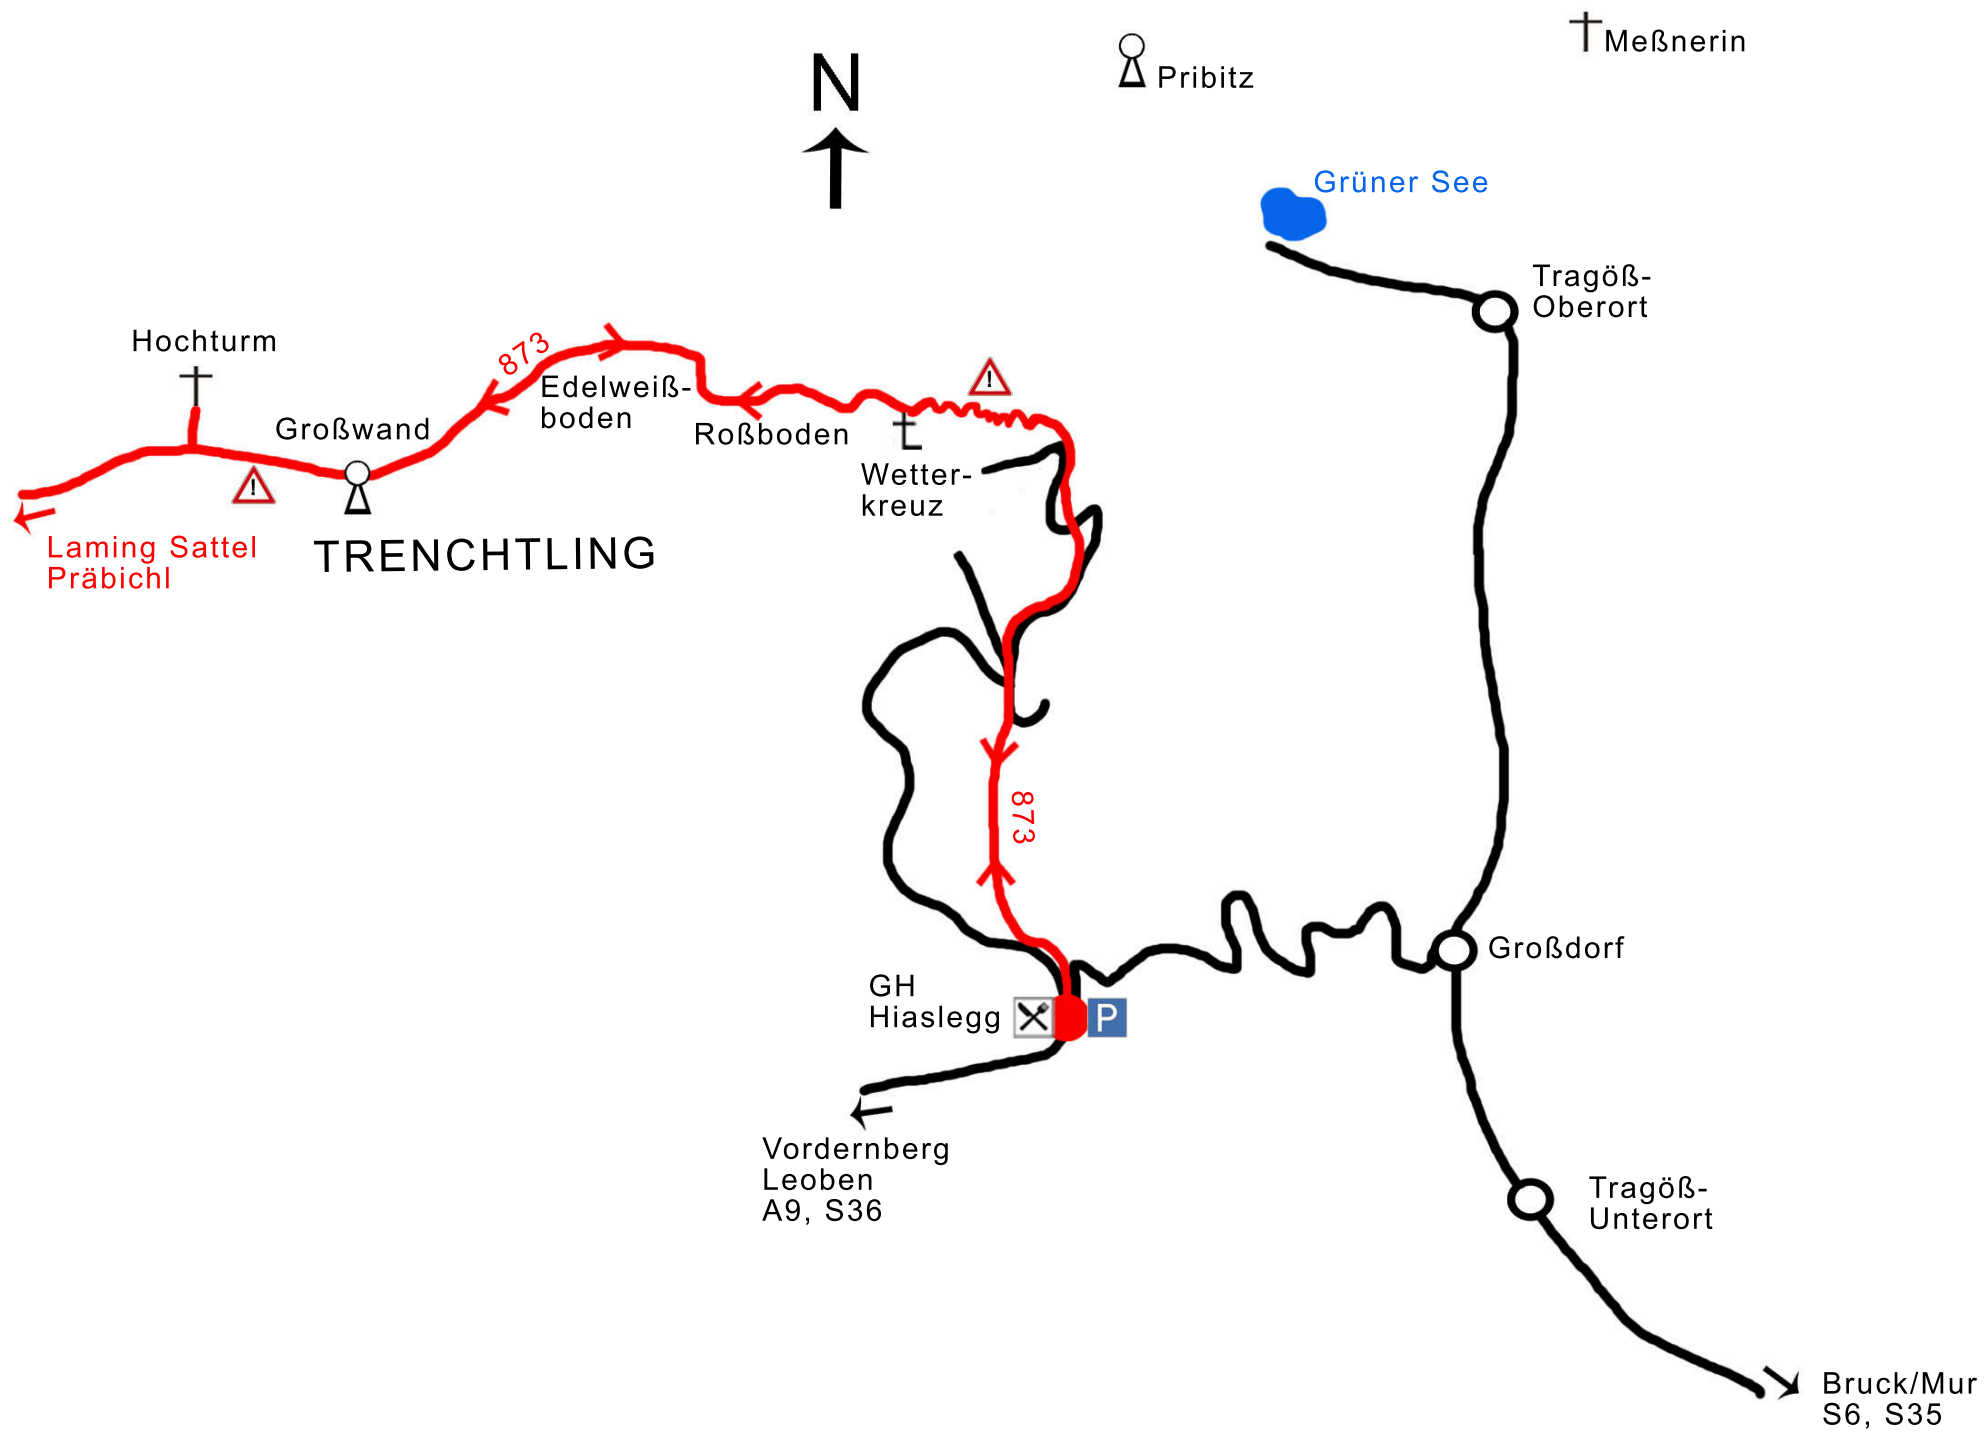 Meßnerin
N
Pribitz
Grüner See
Tragöß-
Oberort
Hochturm
873
Edelweiß-
boden
Großwand
Roßboden
Wetter-
kreuz
Laming Sattel
Präbichl
TRENCHTLING
873
Großdorf
GH
Hiaslegg
P
Vordernberg
Leoben
A9, S36
Tragöß-
Unterort
Bruck/Mur
S6, S35